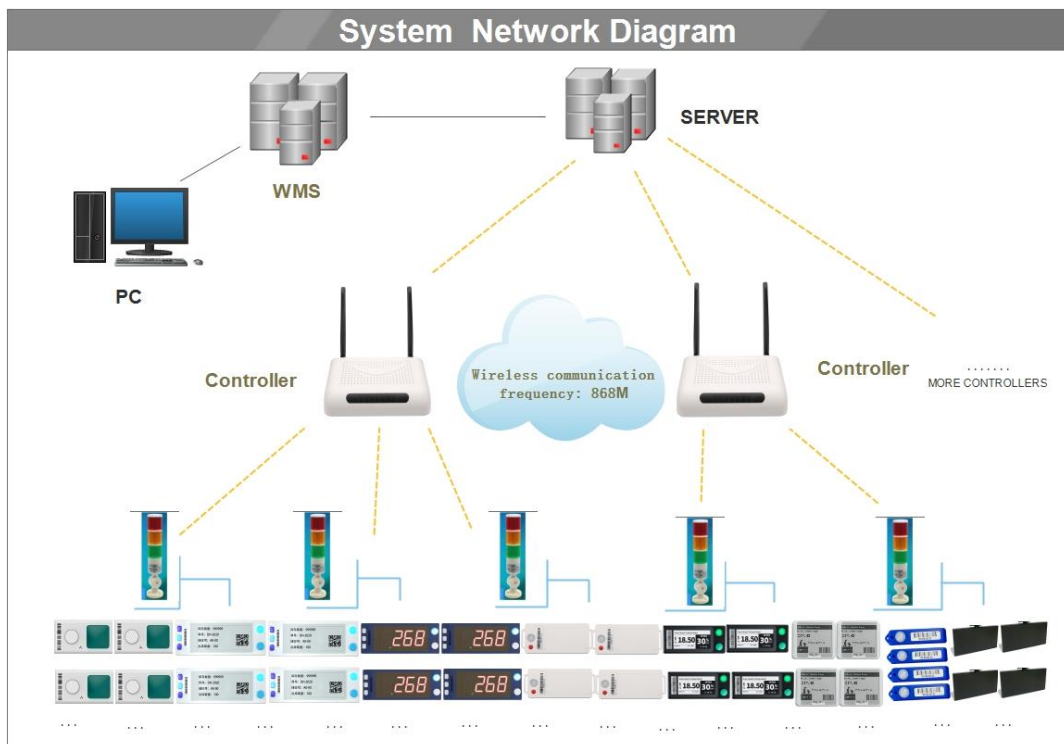 System Network Diagram
SERVER
WMS
PC
Controller
Wireless communication
frequency: 868M
Controller
.......
MORE CONTROLLERS
268
268
18.50
30
18.50
30
268
268
18.50
30
18.50
30
... ... ... ... ... ... ... ... ... ... ... ... ...